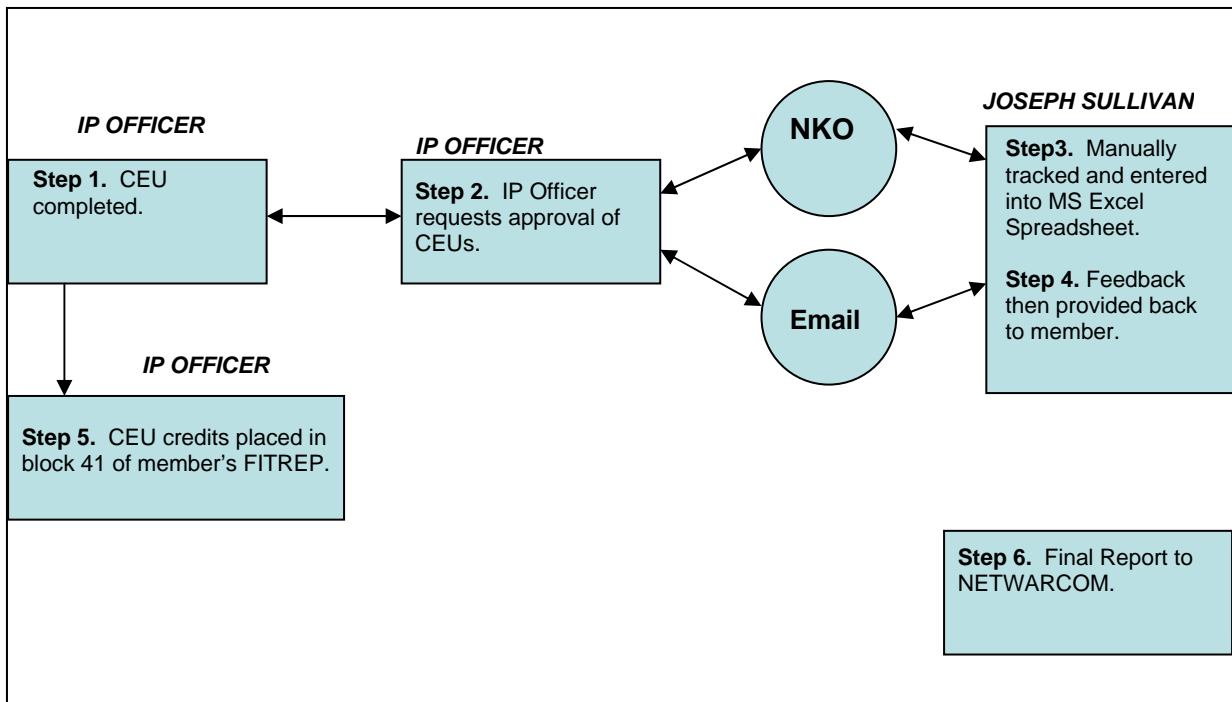 IP OFFICER
Step 1. CEU
completed.
IP OFFICER
Step 2. IP Officer
requests approval of
CEUs.
NKO
Email
JOSEPH SULLIVAN
Step3. Manually
tracked and entered
into MS Excel
Spreadsheet.
Step 4. Feedback
then provided back
to member.
IP OFFICER
Step 5. CEU credits placed in
block 41 of member’s FITREP.
Step 6. Final Report to
NETWARCOM.